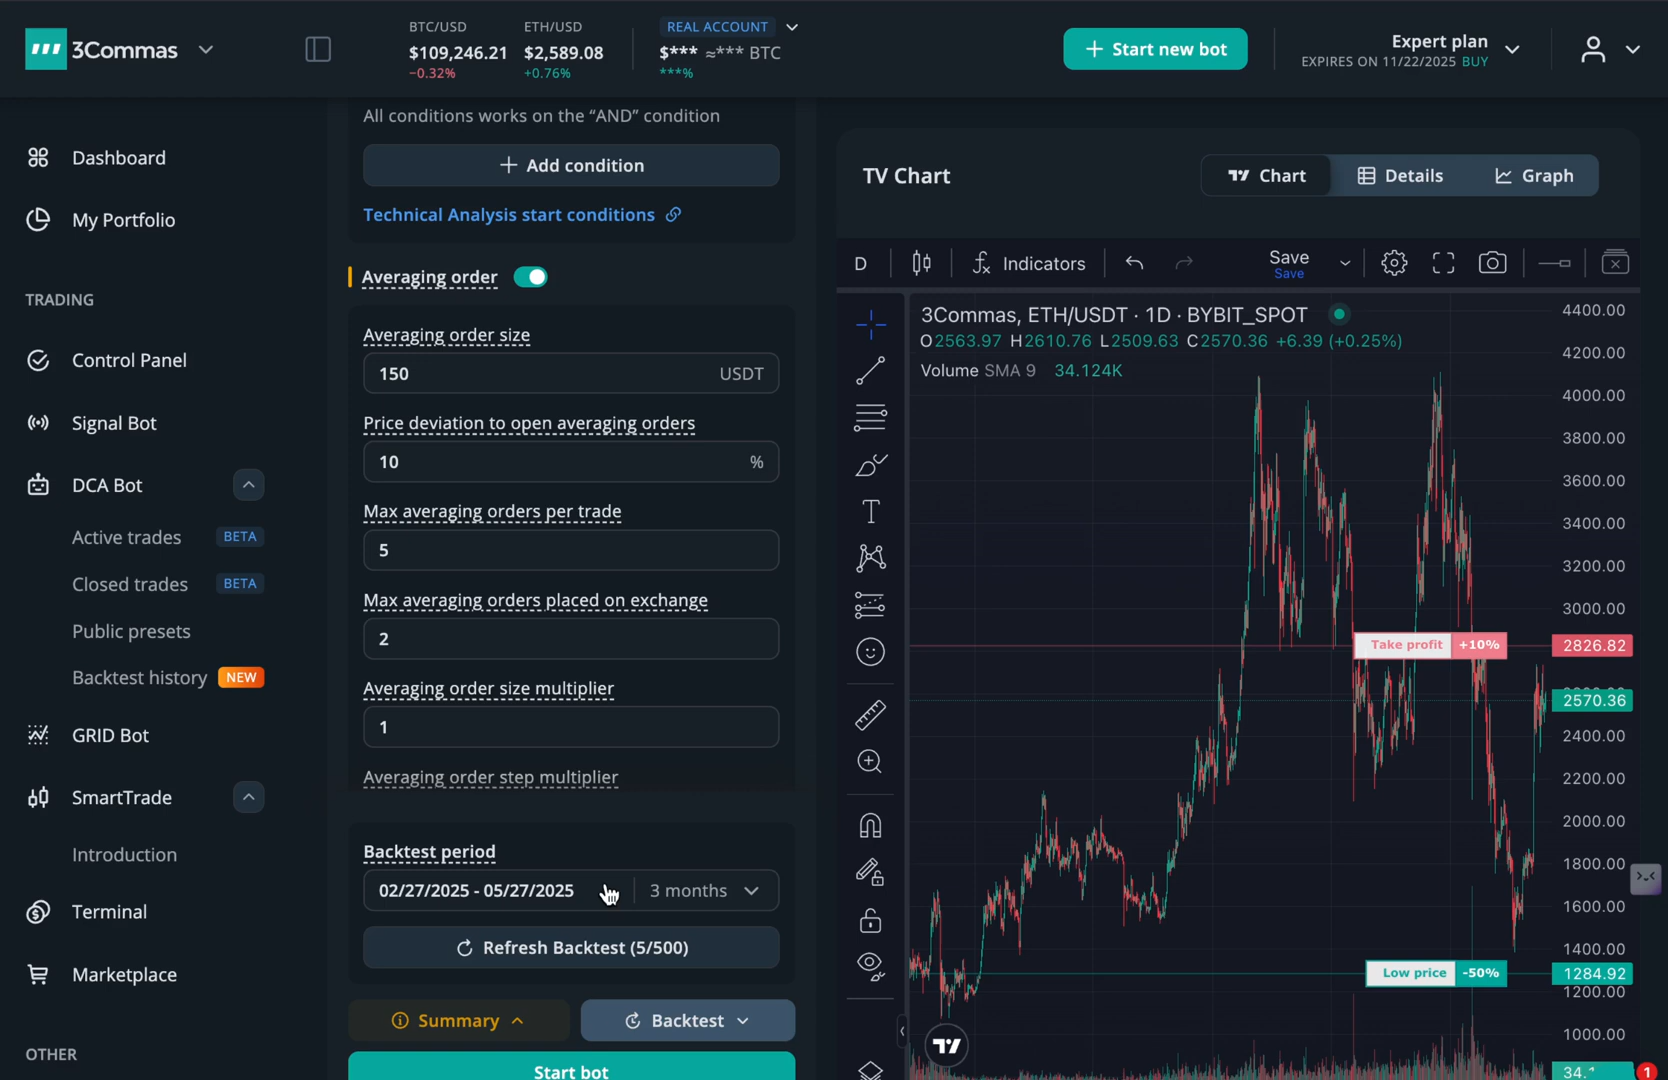 3Commas
BTC/USD
$109,246.21
−0.32%
ETH/USD
$2,589.08
+0.76%
REAL ACCOUNT
$*** ≈*** BTC
***%
+ Start new bot
Expert plan
EXPIRES ON 11/22/2025 BUY
Dashboard
My Portfolio
TRADING
Control Panel
Signal Bot
DCA Bot
Active trades BETA
Closed trades BETA
Public presets
Backtest history NEW
GRID Bot
SmartTrade
Introduction
Terminal
Marketplace
OTHER
All conditions works on the “AND” condition
+ Add condition
Technical Analysis start conditions
Averaging order
Averaging order size
150 USDT
Price deviation to open averaging orders
10 %
Max averaging orders per trade
5
Max averaging orders placed on exchange
2
Averaging order size multiplier
1
Averaging order step multiplier
Backtest period
02/27/2025 - 05/27/2025 3 months
Refresh Backtest (5/500)
Summary
Backtest
Start bot
TV Chart
Chart
Details
Graph
D
Indicators
Save
Save
3Commas, ETH/USDT · 1D · BYBIT_SPOT
O2563.97 H2610.76 L2509.63 C2570.36 +6.39 (+0.25%)
Volume SMA 9 34.124K
4400.00
4200.00
4000.00
3800.00
3600.00
3400.00
3200.00
3000.00
Take profit +10% 2826.82
2570.36
2400.00
2200.00
2000.00
1800.00
1600.00
1400.00
Low price -50% 1284.92
1200.00
1000.00
1